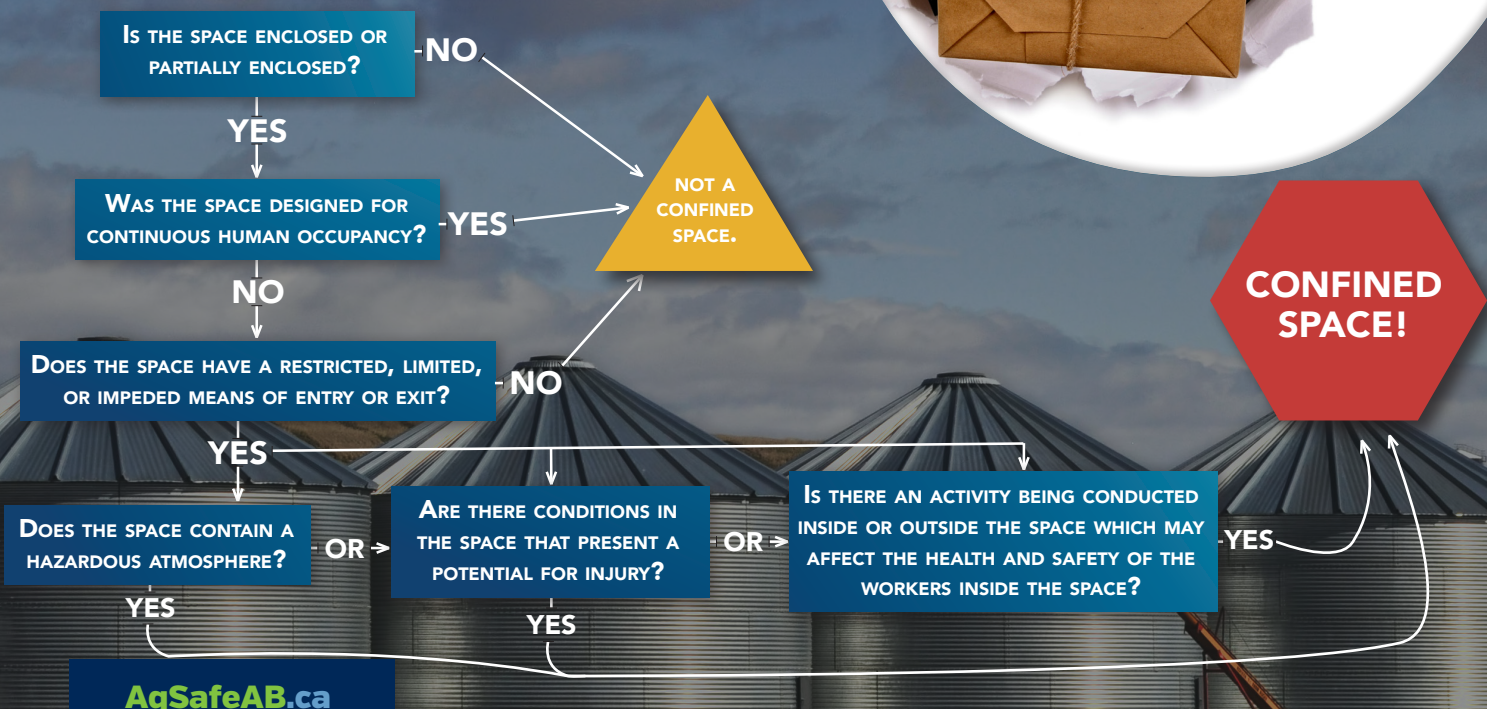 Is the space enclosed or
partially enclosed?
NO
YES
Was the space designed for
continuous human occupancy?
YES
NOT A
CONFINED
SPACE.
NO
CONFINED
SPACE!
Does the space have a restricted, limited,
or impeded means of entry or exit?
NO
YES
Does the space contain a
hazardous atmosphere?
OR
Are there conditions in
the space that present a
potential for injury?
OR
Is there an activity being conducted
inside or outside the space which may
affect the health and safety of the
workers inside the space?
YES
YES
YES
AgSafeAB.ca